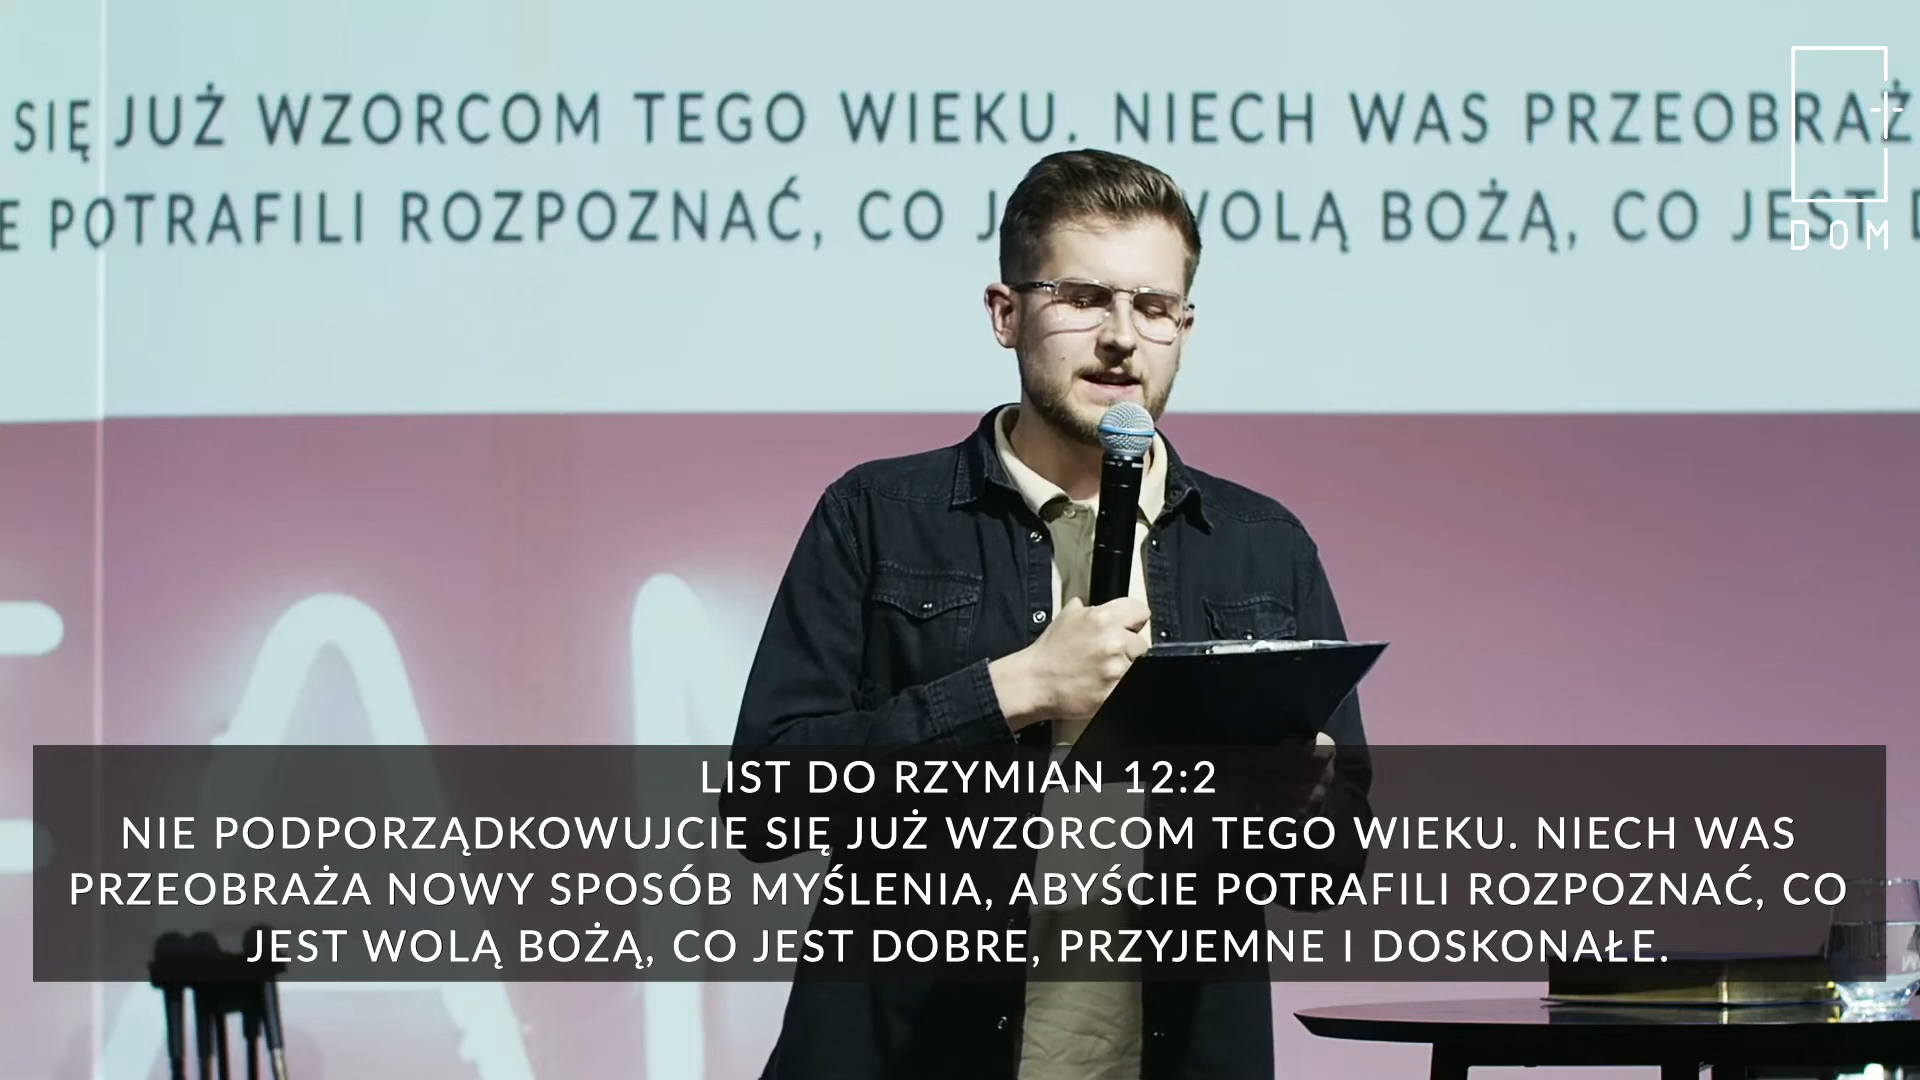 SIĘ JUŻ WZORCOM TEGO WIEKU. NIECH WAS
POTRAFILI ROZPOZNAĆ, CO WOLĄ BOŻĄ, CO JEST
DOM
LIST DO RZYMIAN 12:2
NIE PODPORZĄDKOWUJCIE SIĘ JUŻ WZORCOM TEGO WIEKU. NIECH WAS
PRZEOBRAŻA NOWY SPOSÓB MYŚLENIA, ABYŚCIE POTRAFILI ROZPOZNAĆ, CO
JEST WOLĄ BOŻĄ, CO JEST DOBRE, PRZYJEMNE I DOSKONAŁE.